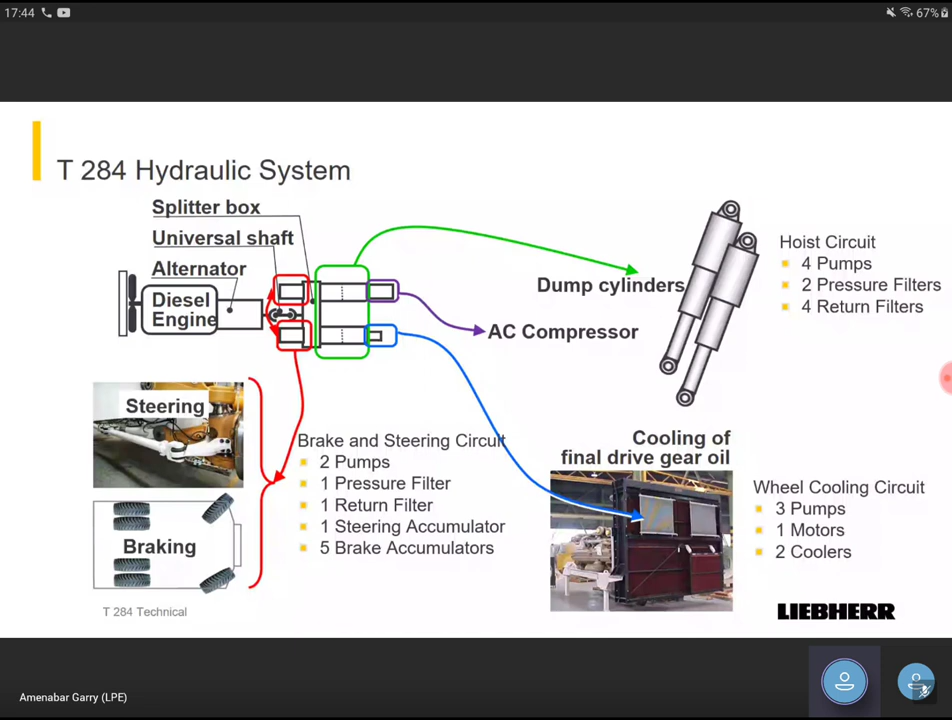 17:44
67%
T 284 Hydraulic System
Splitter box
Universal shaft
Alternator
Diesel
Engine
Dump cylinders
AC Compressor
Hoist Circuit
4 Pumps
2 Pressure Filters
4 Return Filters
Steering
Braking
Brake and Steering Circuit
2 Pumps
1 Pressure Filter
1 Return Filter
1 Steering Accumulator
5 Brake Accumulators
Cooling of
final drive gear oil
Wheel Cooling Circuit
3 Pumps
1 Motors
2 Coolers
T 284 Technical
LIEBHERR
Amenabar Garry (LPE)